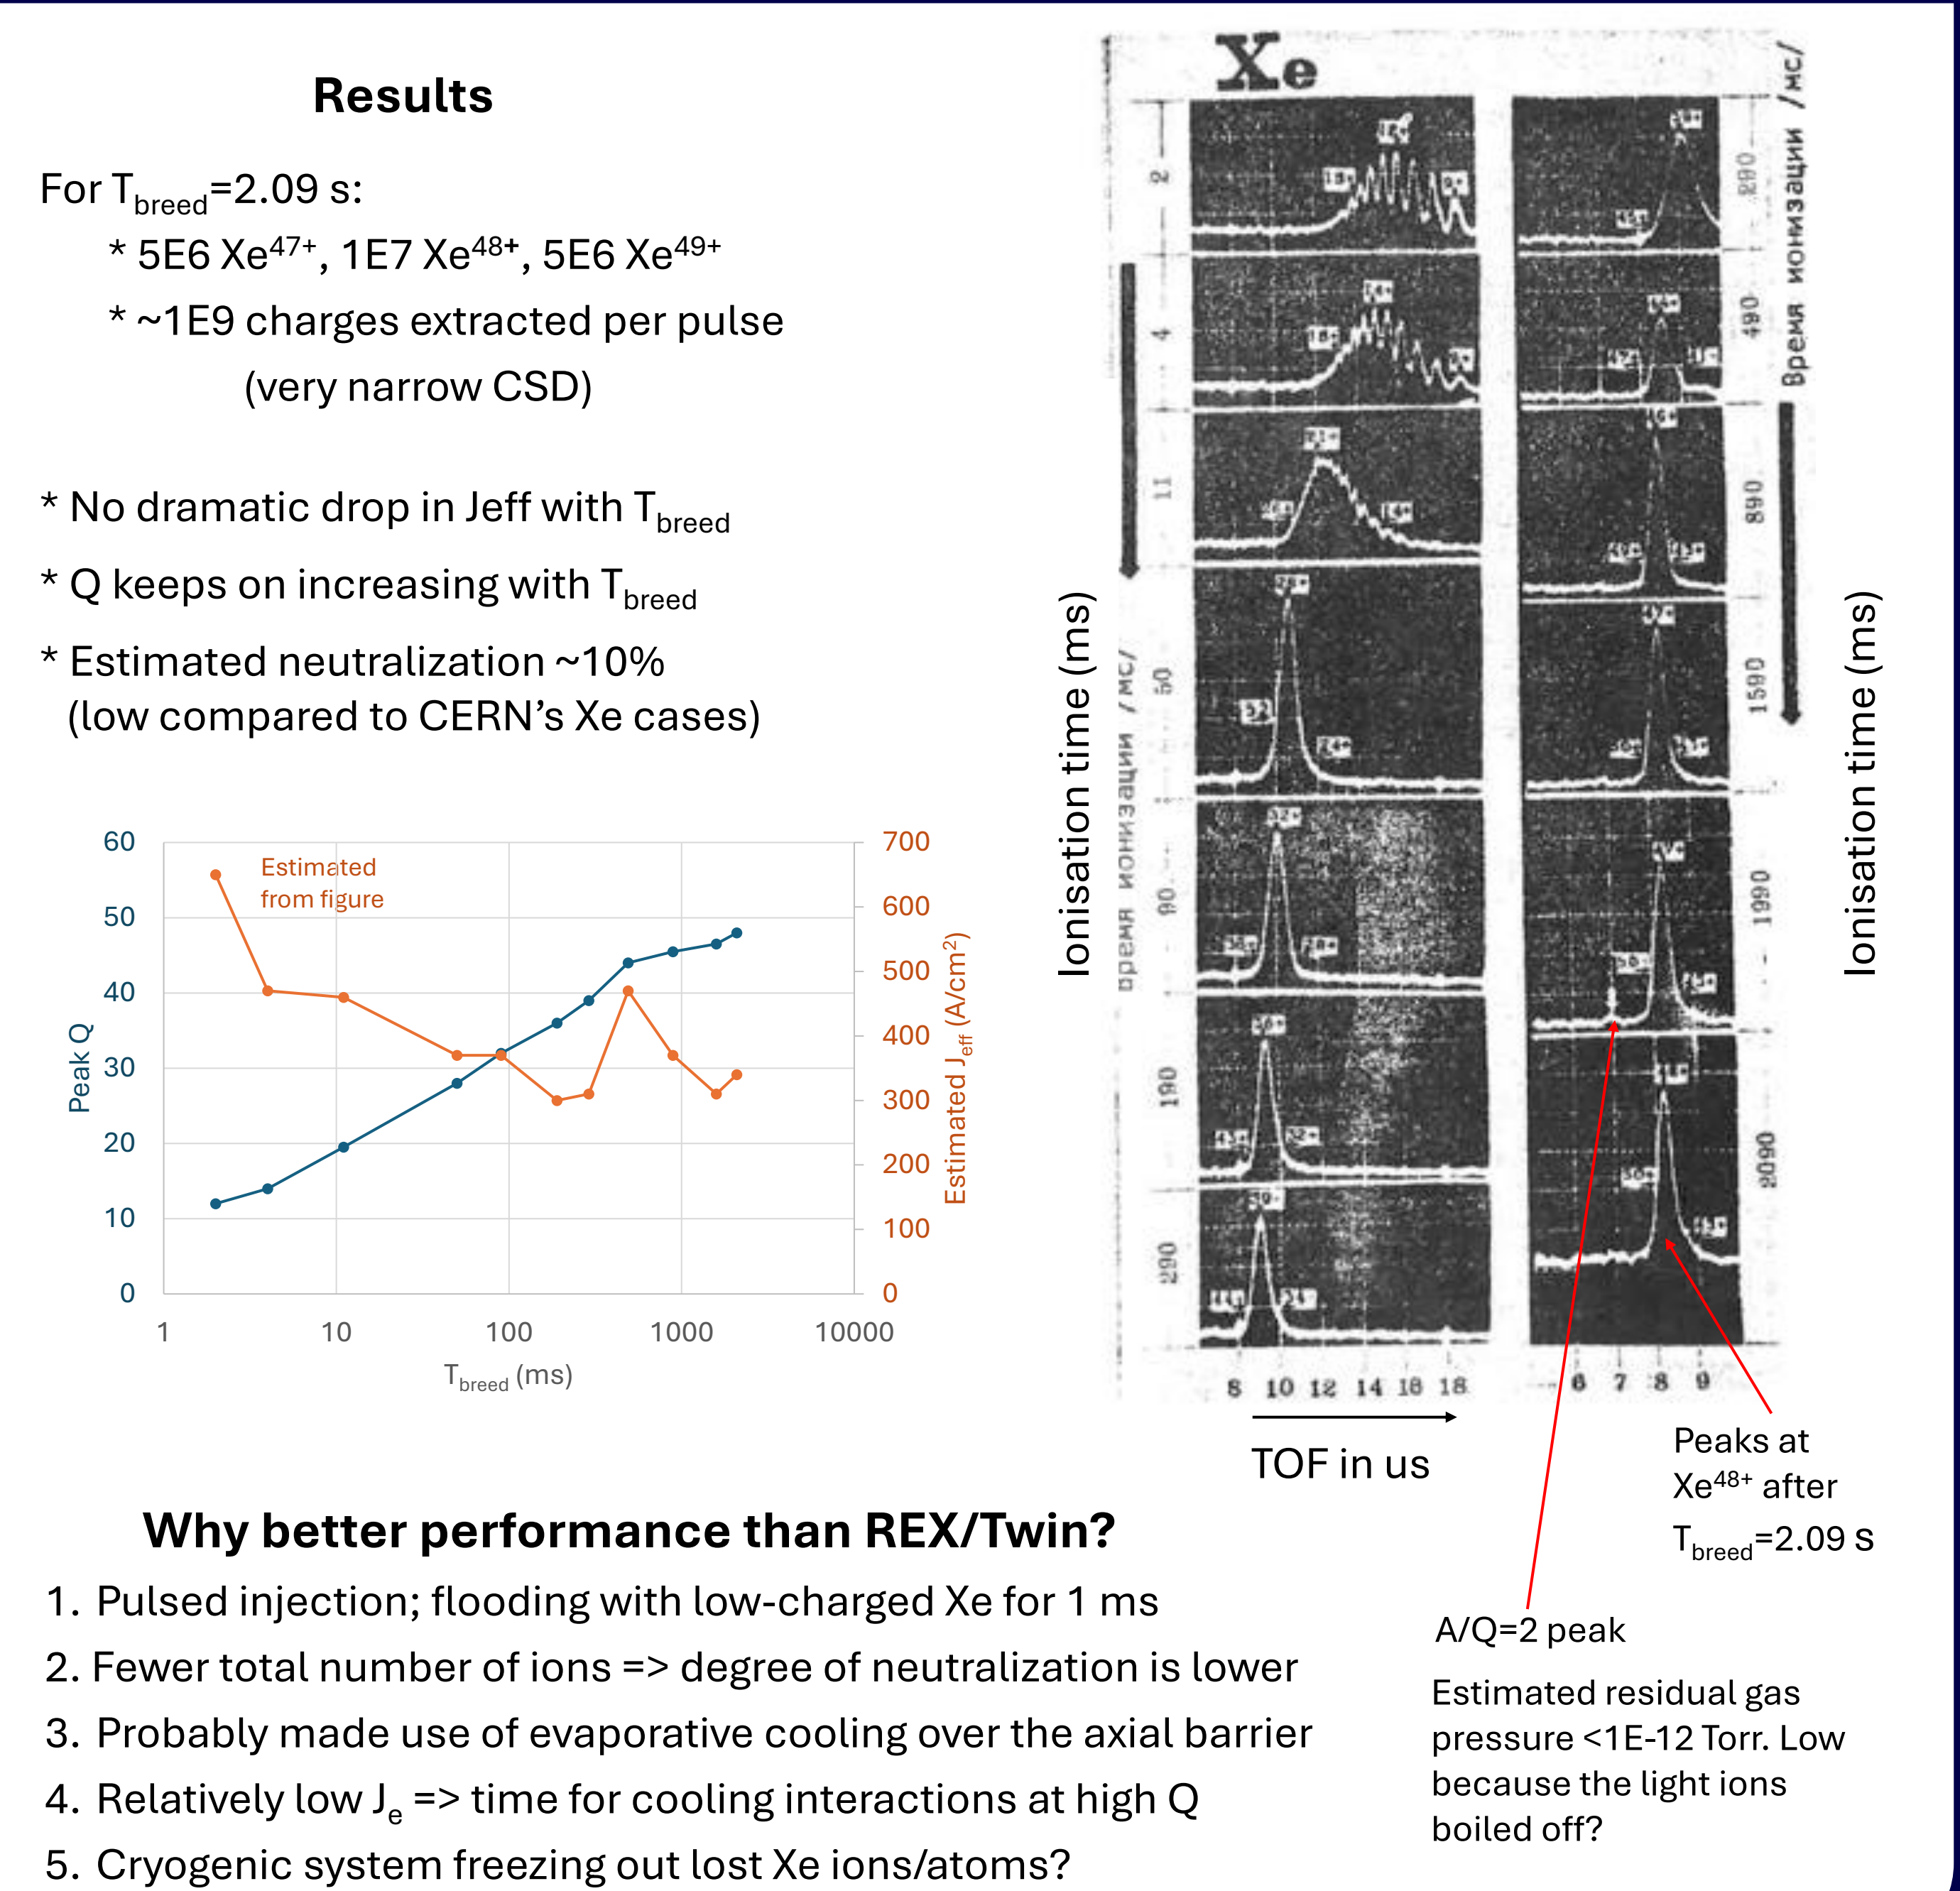 Results
For Tbreed=2.09 s:
* 5E6 Xe47+, 1E7 Xe48+, 5E6 Xe49+
* ~1E9 charges extracted per pulse
(very narrow CSD)
* No dramatic drop in Jeff with Tbreed
* Q keeps on increasing with Tbreed
* Estimated neutralization ~10%
(low compared to CERN's Xe cases)
Estimated
from figure
60
50
40
30
20
10
0
Peak Q
700
600
500
400
300
200
100
0
Estimated Jeff (A/cm2)
1 10 100 1000 10000
Tbreed (ms)
Xe
Ionisation time (ms)
2
4
11
50
90
190
290
8 10 12 14 16 18
TOF in us
Время ионизации /мс/
290
490
890
1590
1990
2090
6 7 8 9
Ionisation time (ms)
Peaks at
Xe48+ after
Tbreed=2.09 s
A/Q=2 peak
Estimated residual gas
pressure <1E-12 Torr. Low
because the light ions
boiled off?
Why better performance than REX/Twin?
1. Pulsed injection; flooding with low-charged Xe for 1 ms
2. Fewer total number of ions => degree of neutralization is lower
3. Probably made use of evaporative cooling over the axial barrier
4. Relatively low Je => time for cooling interactions at high Q
5. Cryogenic system freezing out lost Xe ions/atoms?